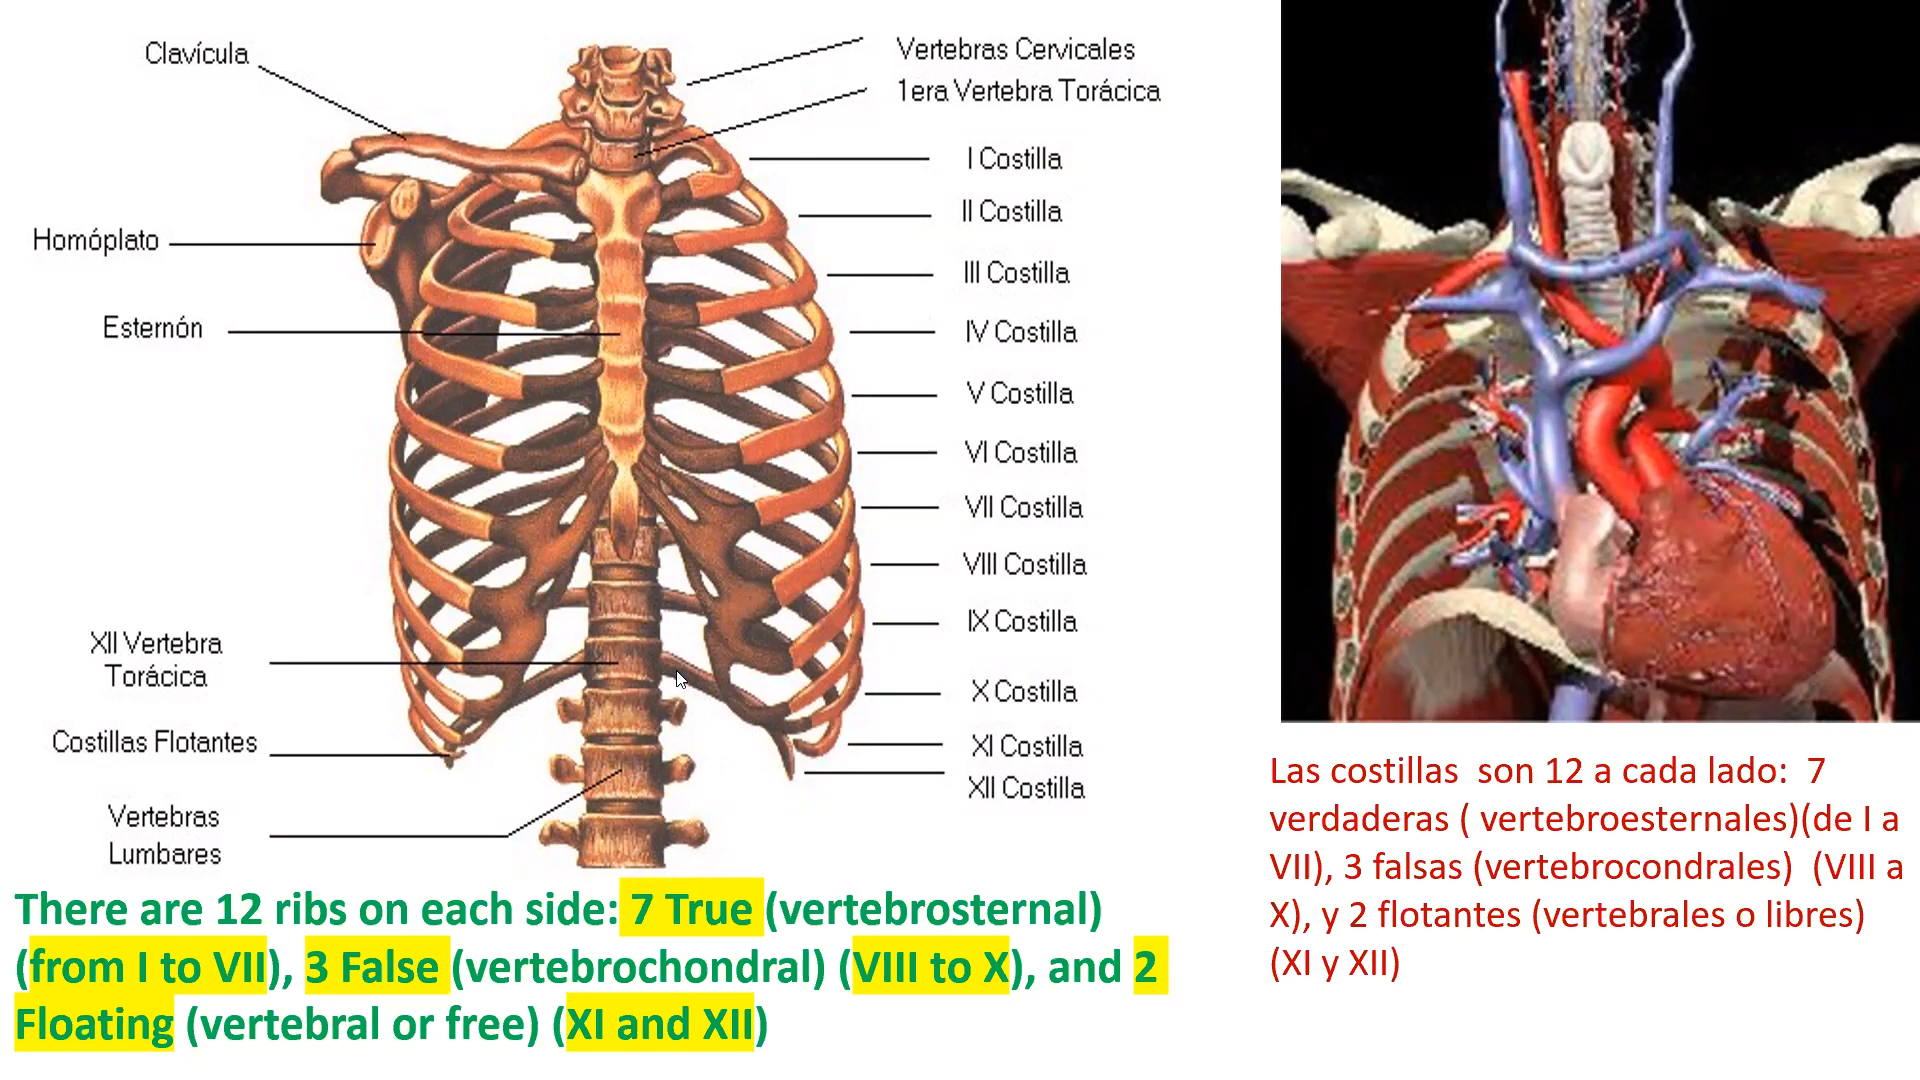 Clavícula
Homóplato
Esternón
XII Vertebra
Torácica
Costillas Flotantes
Vertebras
Lumbares
Vertebras Cervicales
1era Vertebra Torácica
I Costilla
II Costilla
III Costilla
IV Costilla
V Costilla
VI Costilla
VII Costilla
VIII Costilla
IX Costilla
X Costilla
XI Costilla
XII Costilla
There are 12 ribs on each side: 7 True (vertebrosternal)
(from I to VII), 3 False (vertebrochondral) (VIII to X), and 2
Floating (vertebral or free) (XI and XII)
Las costillas son 12 a cada lado: 7
verdaderas ( vertebroesternales)(de I a
VII), 3 falsas (vertebrocondrales) (VIII a
X), y 2 flotantes (vertebrales o libres)
(XI y XII)